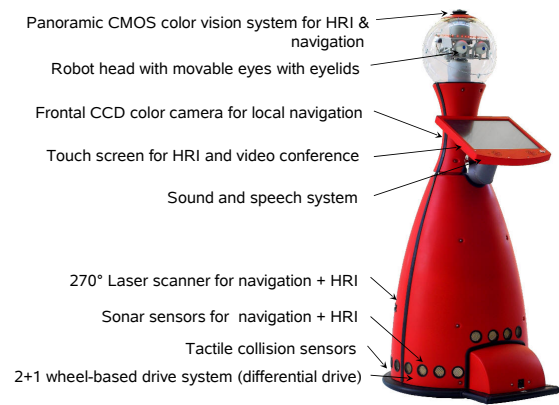 Panoramic CMOS color vision system for HRI &
navigation
Robot head with movable eyes with eyelids
Frontal CCD color camera for local navigation
Touch screen for HRI and video conference
Sound and speech system
270° Laser scanner for navigation + HRI
Sonar sensors for navigation + HRI
Tactile collision sensors
2+1 wheel-based drive system (differential drive)